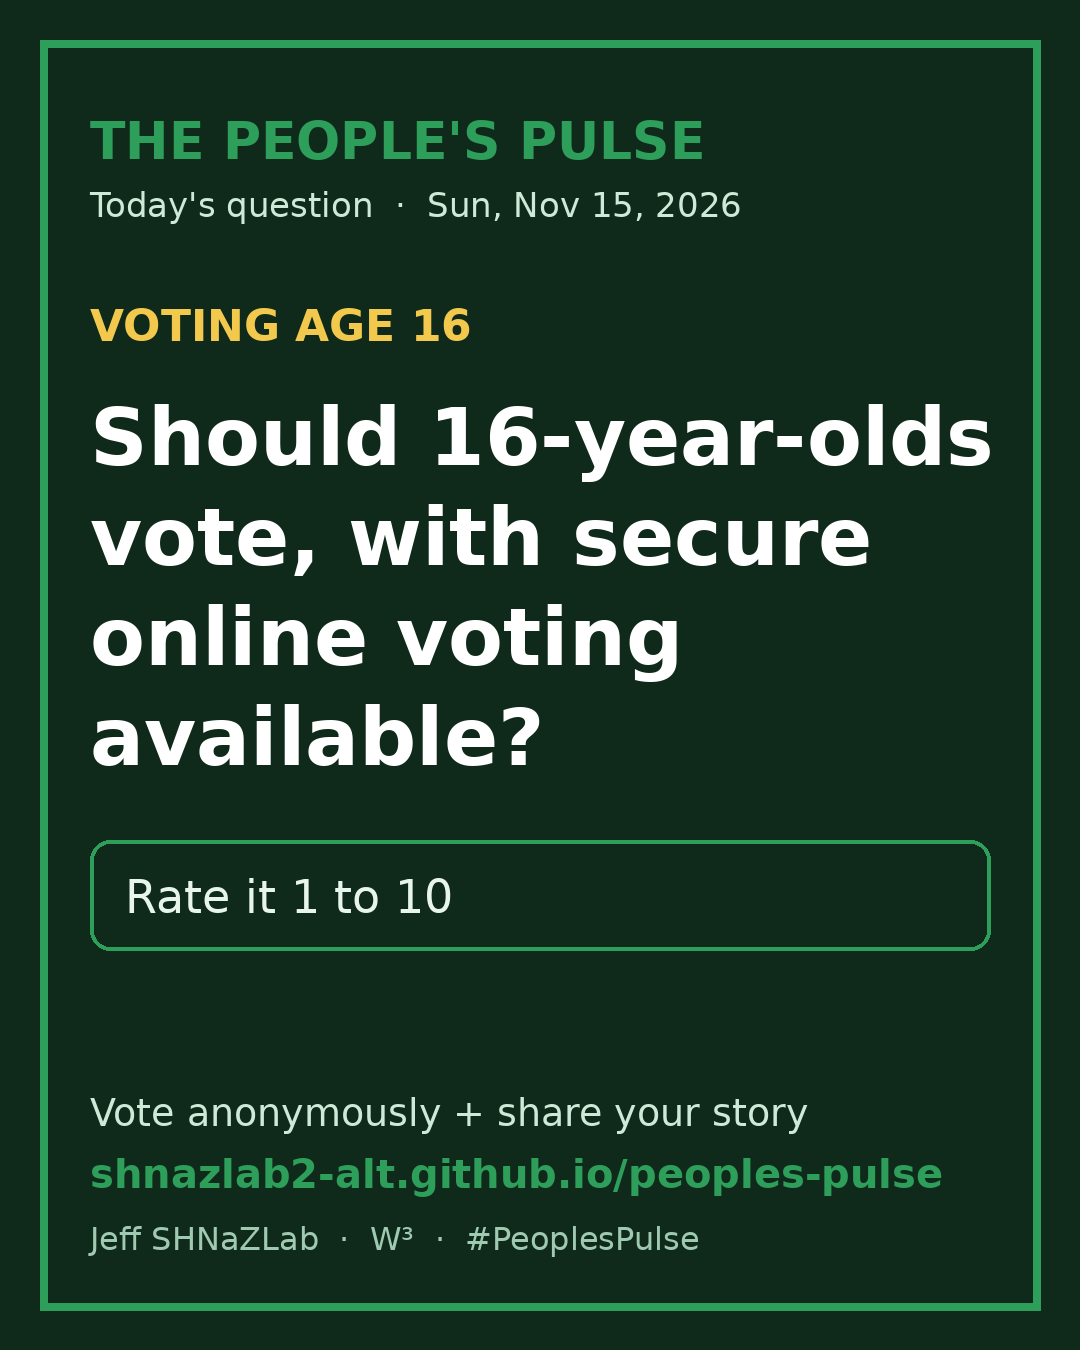 THE PEOPLE'S PULSE
Today's question · Sun, Nov 15, 2026
VOTING AGE 16
Should 16-year-olds
vote, with secure
online voting
available?
Rate it 1 to 10
Vote anonymously + share your story
shnazlab2-alt.github.io/peoples-pulse
Jeff SHNaZLab · W³ · #PeoplesPulse